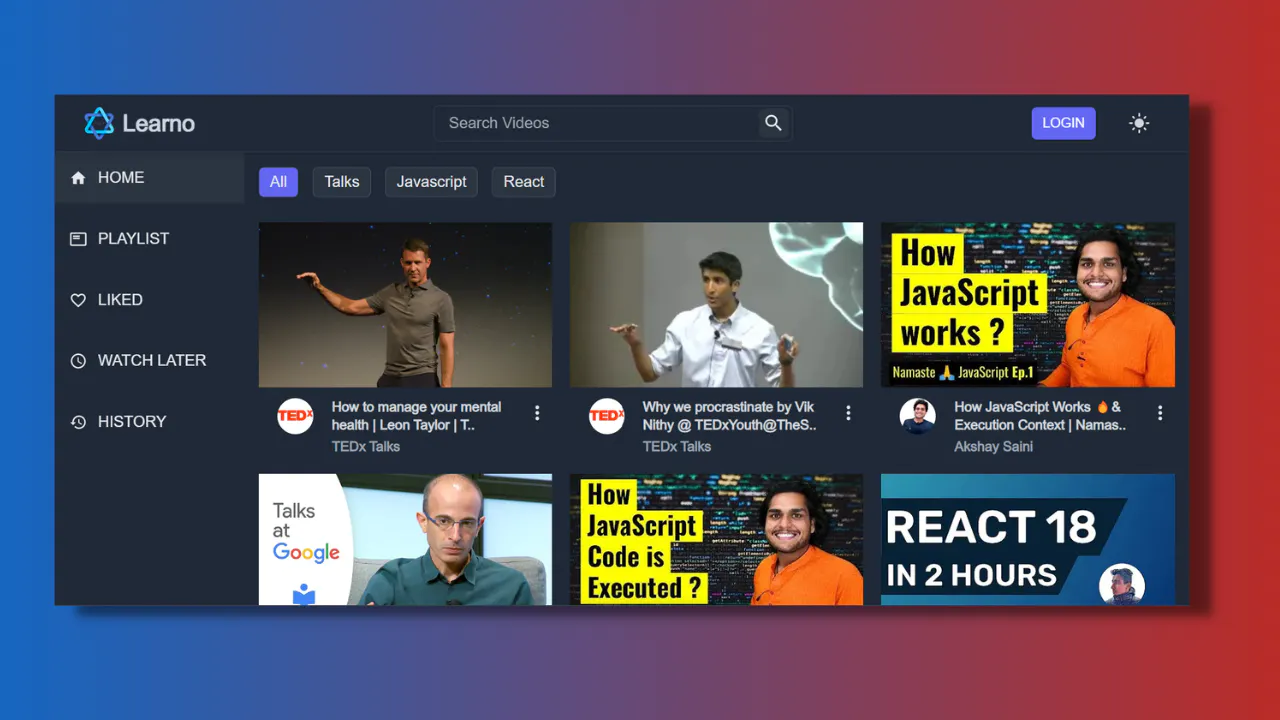 Learno
Search Videos
LOGIN
HOME
PLAYLIST
LIKED
WATCH LATER
HISTORY
All
Talks
Javascript
React
How
JavaScript
works ?
Namaste 🙏 JavaScript Ep.1
TEDx
How to manage your mental
health | Leon Taylor | T..
TEDx Talks
TEDx
Why we procrastinate by Vik
Nithy @ TEDxYouth@TheS..
TEDx Talks
How JavaScript Works 🔥 &
Execution Context | Namas..
Akshay Saini
Talks
at
Google
How
JavaScript
Code is
Executed ?
REACT 18
IN 2 HOURS